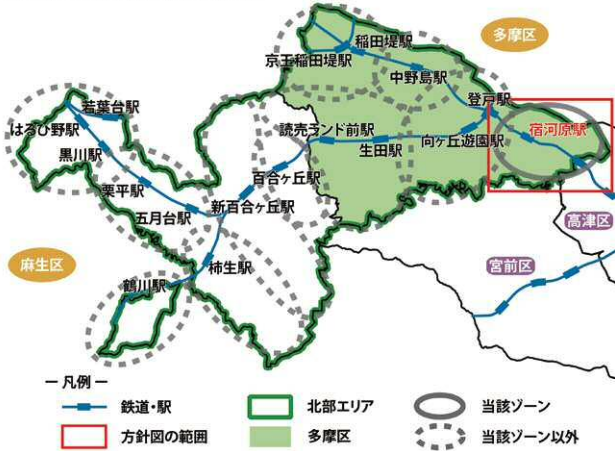 多摩区
稲田堤駅
京王稲田堤駅
中野島駅
登戸駅
宿河原駅
若葉台駅
はるひ野駅
読売ランド前駅
生田駅
向ヶ丘遊園駅
黒川駅
百合ヶ丘駅
栗平駅
新百合ヶ丘駅
五月台駅
高津区
麻生区
柿生駅
宮前区
鶴川駅
― 凡例 ―
鉄道・駅
北部エリア
当該ゾーン
方針図の範囲
多摩区
当該ゾーン以外